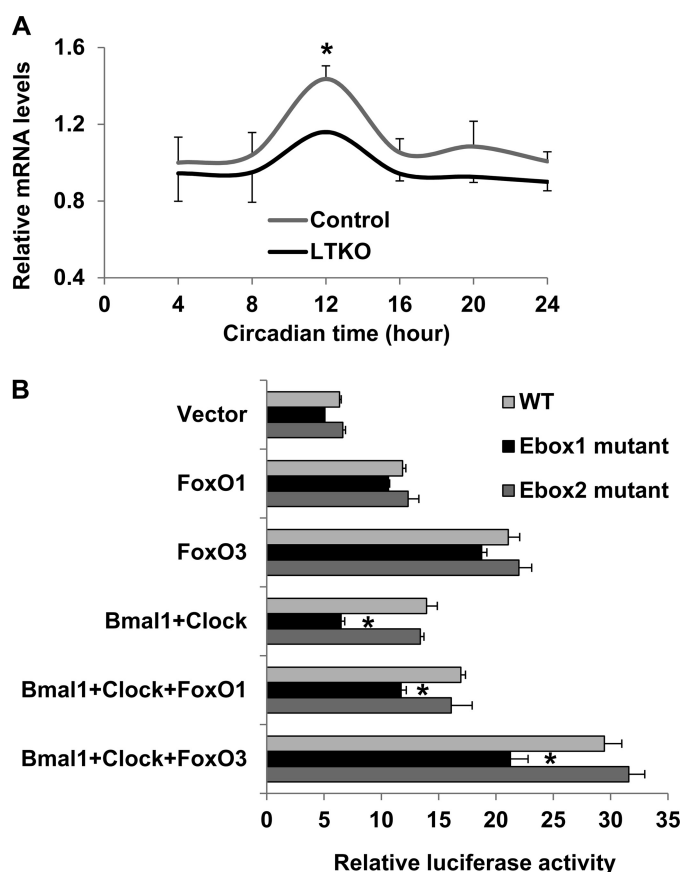 A
Relative mRNA levels
1.6
1.2
0.8
0.4
*
Control
LTKO
0 4 8 12 16 20 24
Circadian time (hour)
B
WT
Ebox1 mutant
Ebox2 mutant
Vector
FoxO1
FoxO3
Bmal1+Clock
*
Bmal1+Clock+FoxO1
*
Bmal1+Clock+FoxO3
*
0 5 10 15 20 25 30 35
Relative luciferase activity